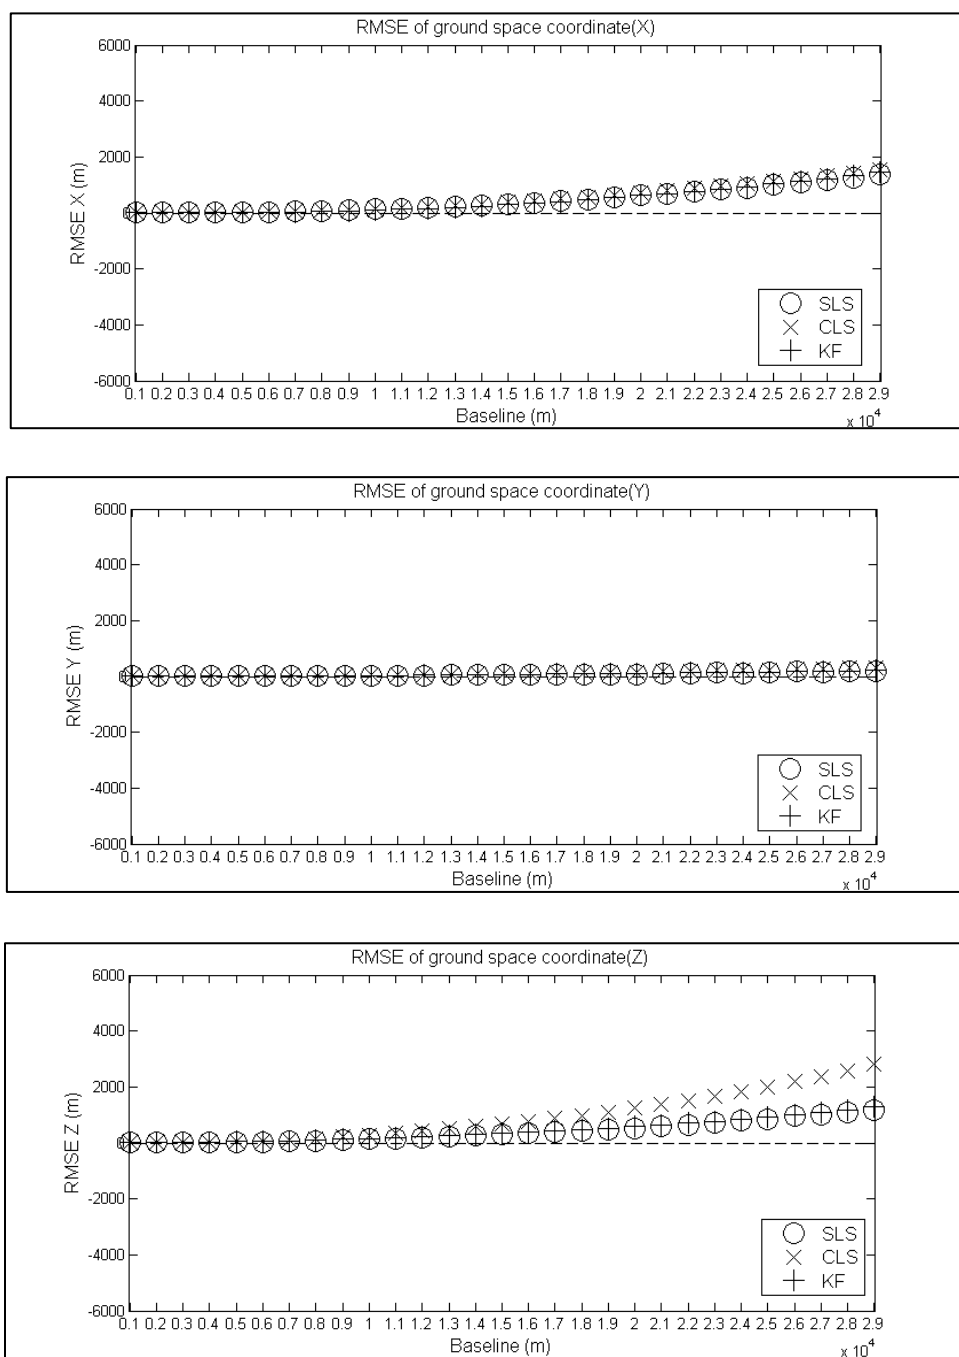 RMSE of ground space coordinate(X)
6000
4000
2000
0
-2000
-4000
-6000
RMSE X (m)
SLS
CLS
KF
0.1 0.2 0.3 0.4 0.5 0.6 0.7 0.8 0.9 1 1.1 1.2 1.3 1.4 1.5 1.6 1.7 1.8 1.9 2 2.1 2.2 2.3 2.4 2.5 2.6 2.7 2.8 2.9
Baseline (m)
x 10^4
RMSE of ground space coordinate(Y)
6000
4000
2000
0
-2000
-4000
-6000
RMSE Y (m)
SLS
CLS
KF
0.1 0.2 0.3 0.4 0.5 0.6 0.7 0.8 0.9 1 1.1 1.2 1.3 1.4 1.5 1.6 1.7 1.8 1.9 2 2.1 2.2 2.3 2.4 2.5 2.6 2.7 2.8 2.9
Baseline (m)
x 10^4
RMSE of ground space coordinate(Z)
6000
4000
2000
0
-2000
-4000
-6000
RMSE Z (m)
SLS
CLS
KF
0.1 0.2 0.3 0.4 0.5 0.6 0.7 0.8 0.9 1 1.1 1.2 1.3 1.4 1.5 1.6 1.7 1.8 1.9 2 2.1 2.2 2.3 2.4 2.5 2.6 2.7 2.8 2.9
Baseline (m)
x 10^4